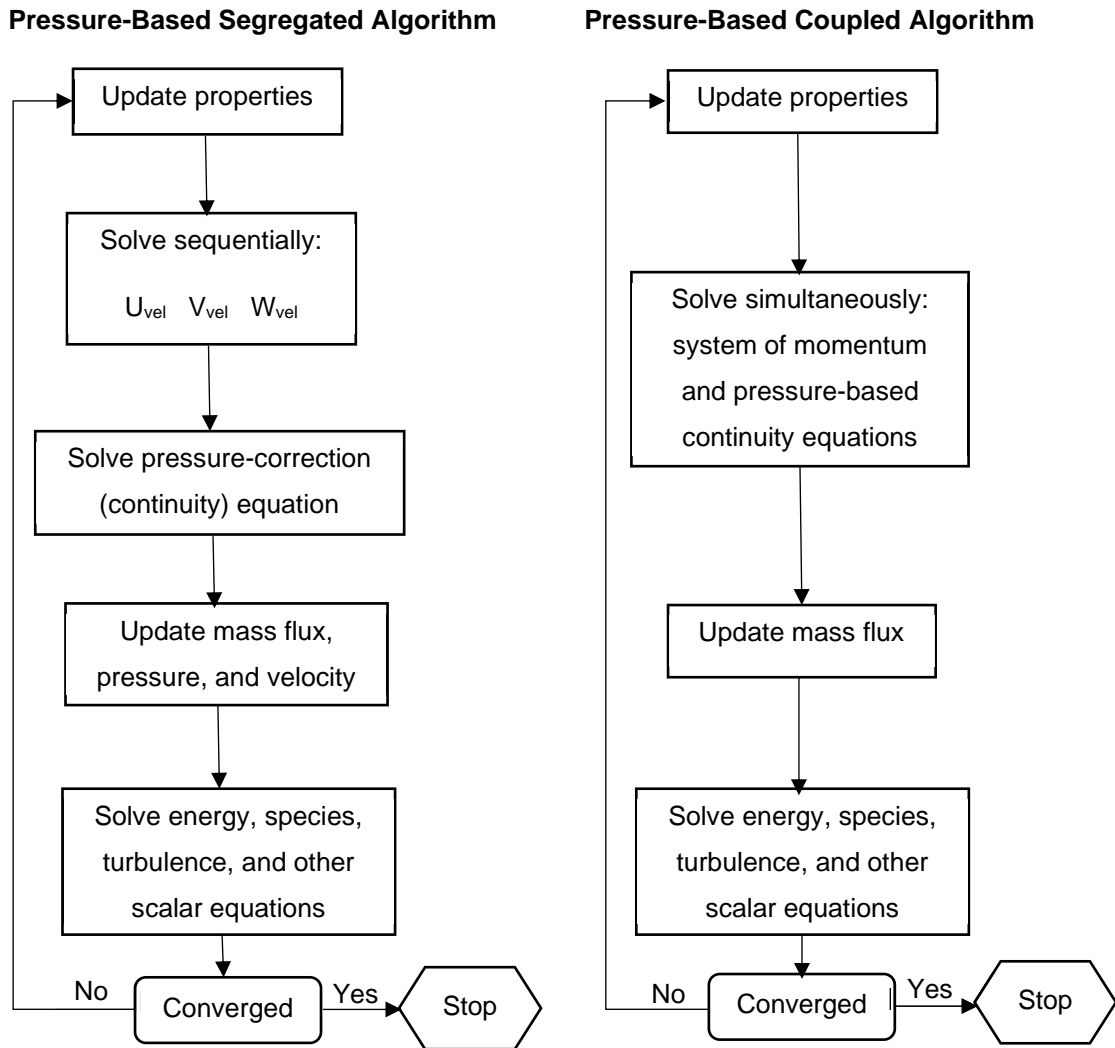 Pressure-Based Segregated Algorithm
Update properties
Solve sequentially:
Uvel Vvel Wvel
Solve pressure-correction
(continuity) equation
Update mass flux,
pressure, and velocity
Solve energy, species,
turbulence, and other
scalar equations
No
Converged
Yes
Stop
Pressure-Based Coupled Algorithm
Update properties
Solve simultaneously:
system of momentum
and pressure-based
continuity equations
Update mass flux
Solve energy, species,
turbulence, and other
scalar equations
No
Converged
Yes
Stop